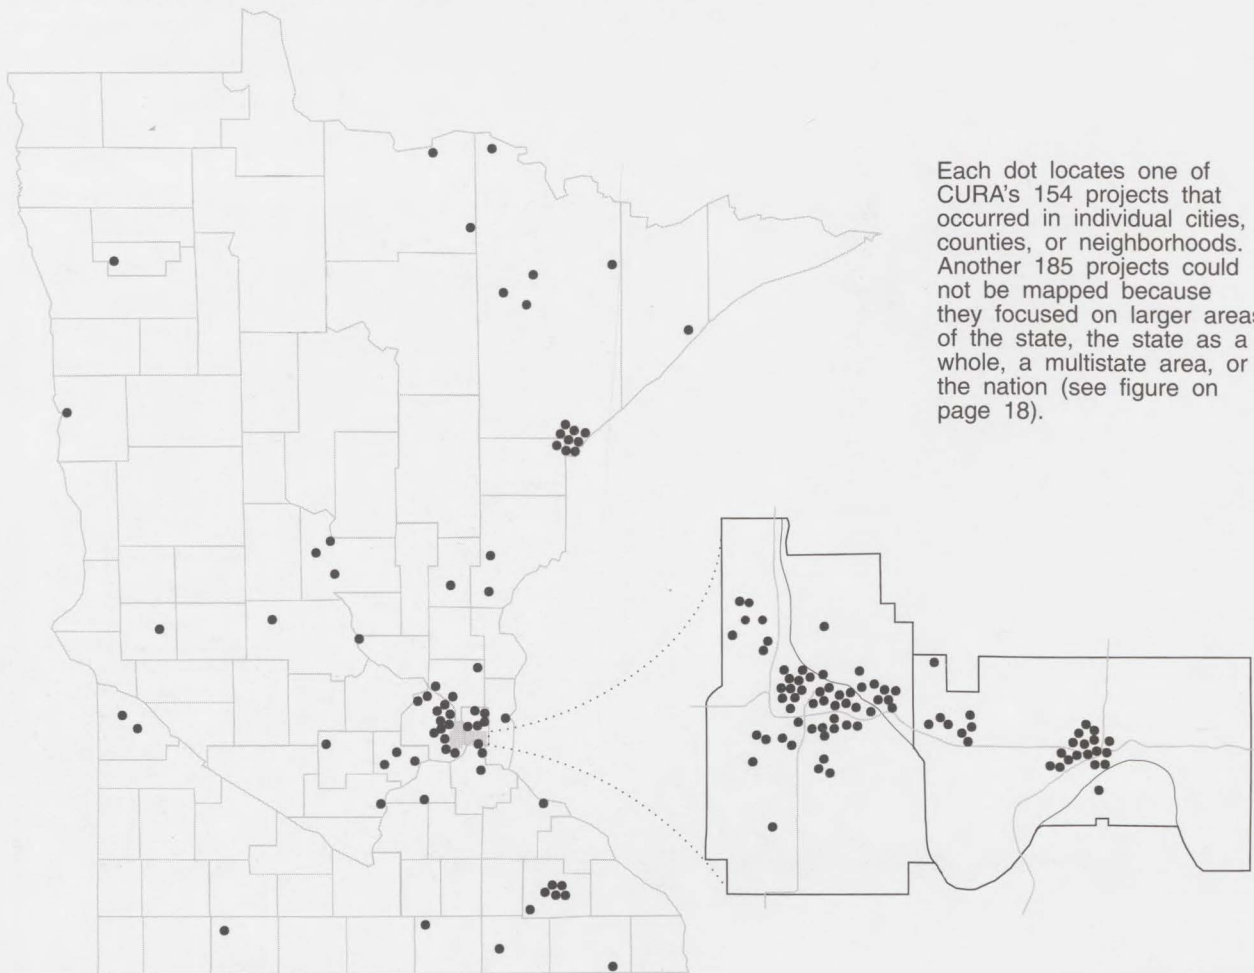 Each dot locates one of
CURA's 154 projects that
occurred in individual cities,
counties, or neighborhoods.
Another 185 projects could
not be mapped because
they focused on larger areas
of the state, the state as a
whole, a multistate area, or
the nation (see figure on
page 18).